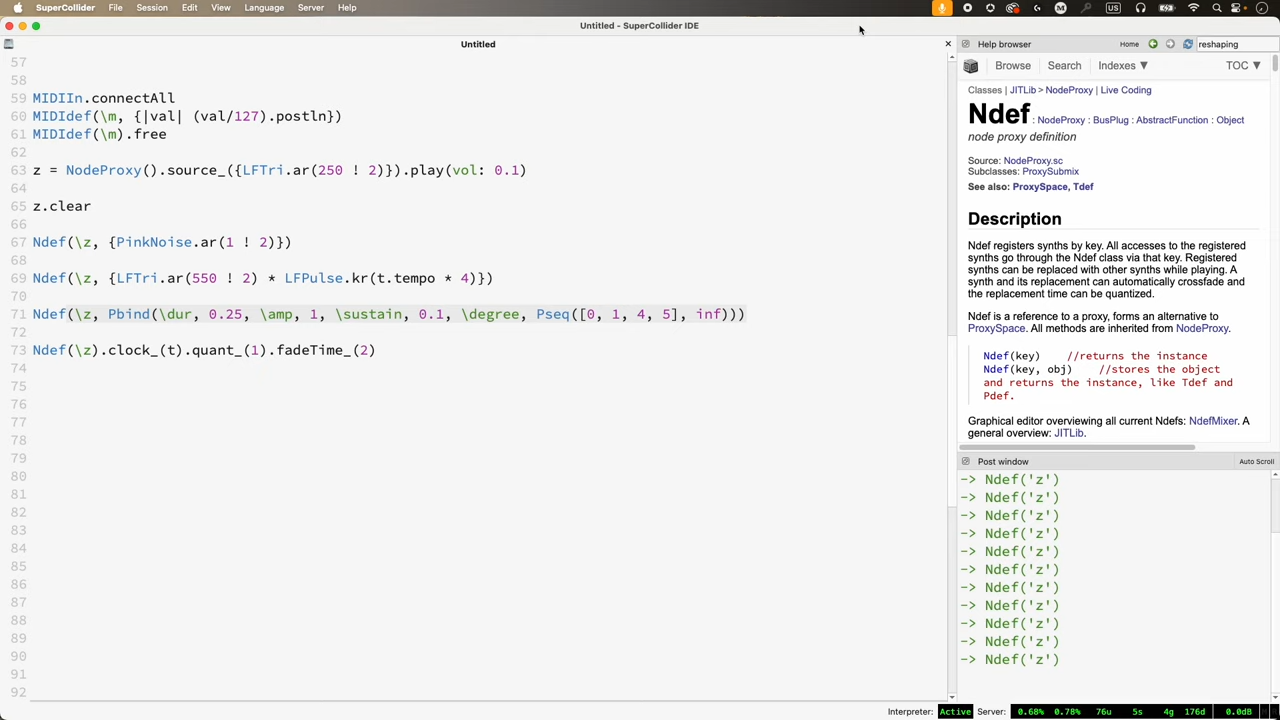 SuperCollider File Session Edit View Language Server Help
Untitled - SuperCollider IDE
Untitled
57
58
59 MIDIIn.connectAll
60 MIDIdef(\m, {|val| (val/127).postln})
61 MIDIdef(\m).free
62
63 z = NodeProxy().source_({LFTri.ar(250 ! 2)}).play(vol: 0.1)
64
65 z.clear
66
67 Ndef(\z, {PinkNoise.ar(1 ! 2)})
68
69 Ndef(\z, {LFTri.ar(550 ! 2) * LFPulse.kr(t.tempo * 4)})
70
71 Ndef(\z, Pbind(\dur, 0.25, \amp, 1, \sustain, 0.1, \degree, Pseq([0, 1, 4, 5], inf)))
72
73 Ndef(\z).clock_(t).quant_(1).fadeTime_(2)
74
75
76
77
78
79
80
81
82
83
84
85
86
87
88
89
90
91
92
Help browser Home reshaping
Browse Search Indexes ▼ TOC ▼
Classes | JITLib > NodeProxy | Live Coding
Ndef : NodeProxy : BusPlug : AbstractFunction : Object
node proxy definition
Source: NodeProxy.sc
Subclasses: ProxySubmix
See also: ProxySpace, Tdef
Description
Ndef registers synths by key. All accesses to the registered
synths go through the Ndef class via that key. Registered
synths can be replaced with other synths while playing. A
synth and its replacement can automatically crossfade and
the replacement time can be quantized.
Ndef is a reference to a proxy, forms an alternative to
ProxySpace. All methods are inherited from NodeProxy.
Ndef(key) //returns the instance
Ndef(key, obj) //stores the object
and returns the instance, like Tdef and
Pdef.
Graphical editor overviewing all current Ndefs: NdefMixer. A
general overview: JITLib.
Post window Auto Scroll
-> Ndef('z')
-> Ndef('z')
-> Ndef('z')
-> Ndef('z')
-> Ndef('z')
-> Ndef('z')
-> Ndef('z')
-> Ndef('z')
-> Ndef('z')
-> Ndef('z')
-> Ndef('z')
Interpreter: Active Server: 0.68% 0.78% 76u 5s 4g 176d 0.0dB